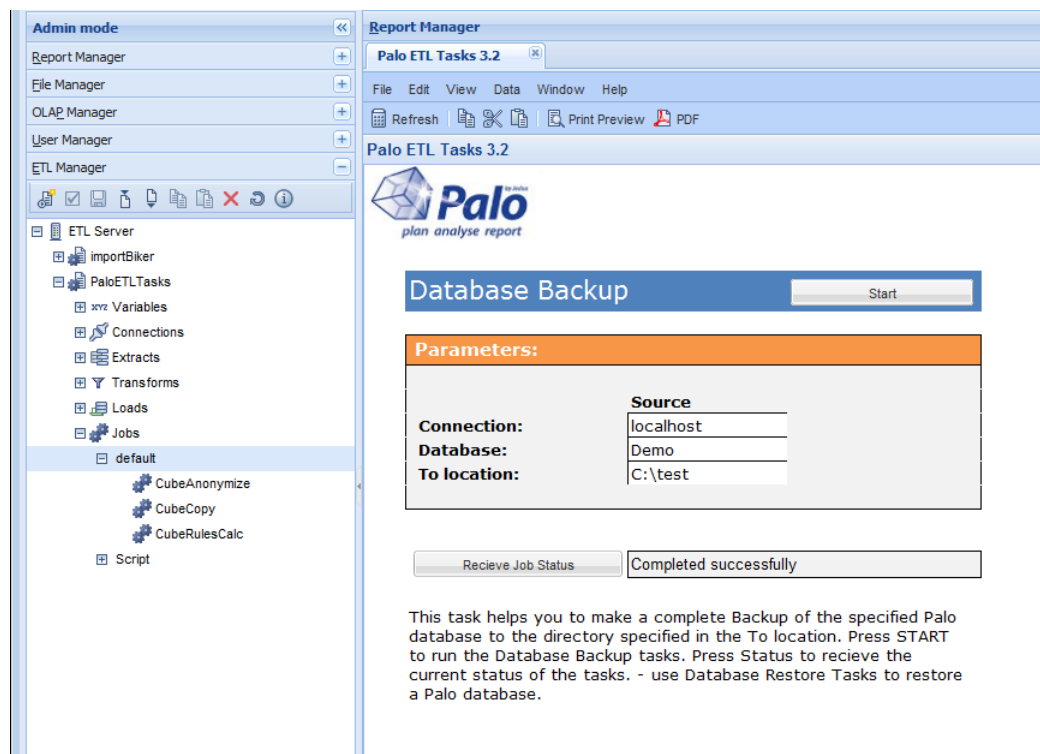 Admin mode
Report Manager
File Manager
OLAP Manager
User Manager
ETL Manager
ETL Server
importBiker
PaloETLTasks
xyz Variables
Connections
Extracts
Transforms
Loads
Jobs
default
CubeAnonymize
CubeCopy
CubeRulesCalc
Script
Report Manager
Palo ETL Tasks 3.2
File Edit View Data Window Help
Refresh Print Preview PDF
Palo ETL Tasks 3.2
by Jedox
Palo
plan analyse report
Database Backup
Start
Parameters:
Source
Connection: localhost
Database: Demo
To location: C:\test
Recieve Job Status Completed successfully
This task helps you to make a complete Backup of the specified Palo
database to the directory specified in the To location. Press START
to run the Database Backup tasks. Press Status to recieve the
current status of the tasks. - use Database Restore Tasks to restore
a Palo database.